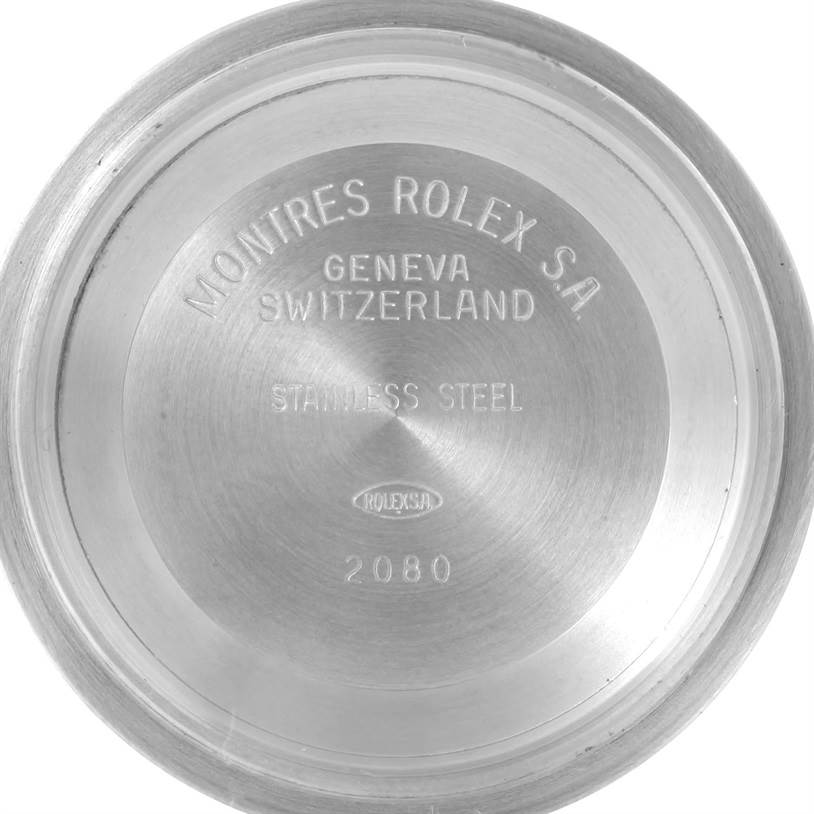 MONTRES ROLEX S.A.
GENEVA
SWITZERLAND
STAINLESS STEEL
ROLEX S.A.
2080